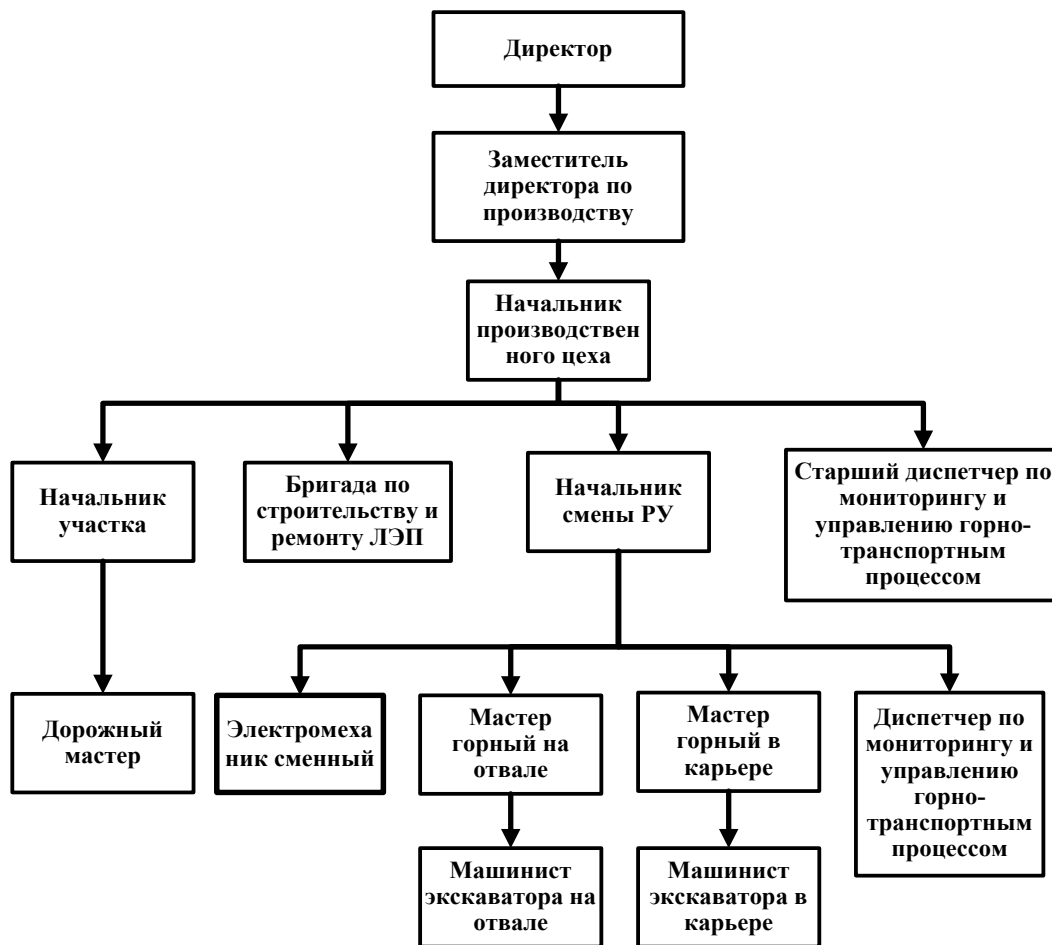 Директор
Заместитель
директора по
производству
Начальник
производствен
ного цеха
Начальник
участка
Бригада по
строительству и
ремонту ЛЭП
Начальник
смены РУ
Старший диспетчер по
мониторингу и
управлению горно-
транспортным
процессом
Дорожный
мастер
Электромеха
ник сменный
Мастер
горный на
отвале
Мастер
горный в
карьере
Диспетчер по
мониторингу и
управлению
горно-
транспортным
процессом
Машинист
экскаватора на
отвале
Машинист
экскаватора в
карьере